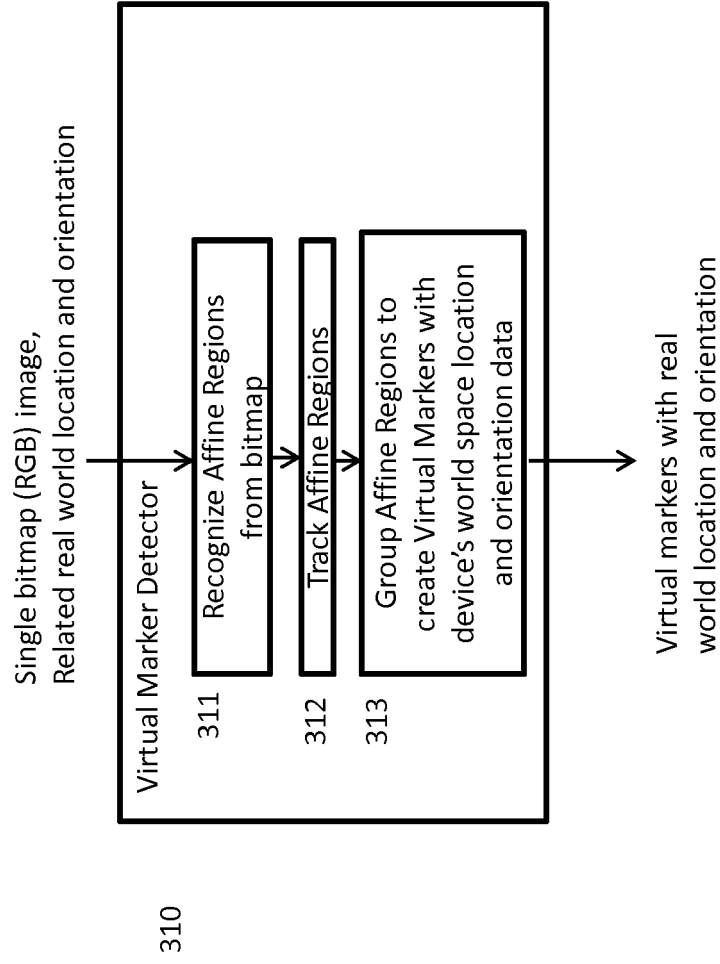 Single bitmap (RGB) image,
Related real world location and orientation
310
Virtual Marker Detector
311
Recognize Affine Regions
from bitmap
312
Track Affine Regions
313
Group Affine Regions to
create Virtual Markers with
device's world space location
and orientation data
Virtual markers with real
world location and orientation